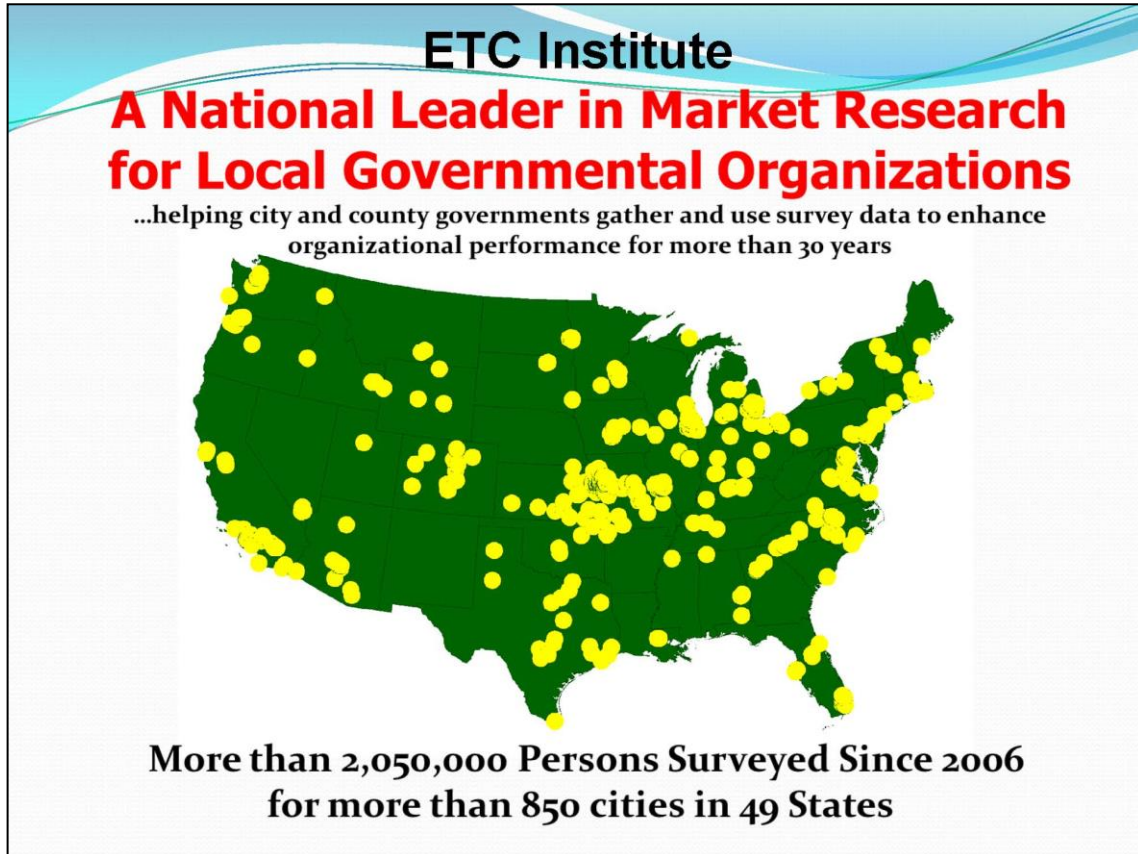 ETC Institute
A National Leader in Market Research
for Local Governmental Organizations
…helping city and county governments gather and use survey data to enhance
organizational performance for more than 30 years
More than 2,050,000 Persons Surveyed Since 2006
for more than 850 cities in 49 States